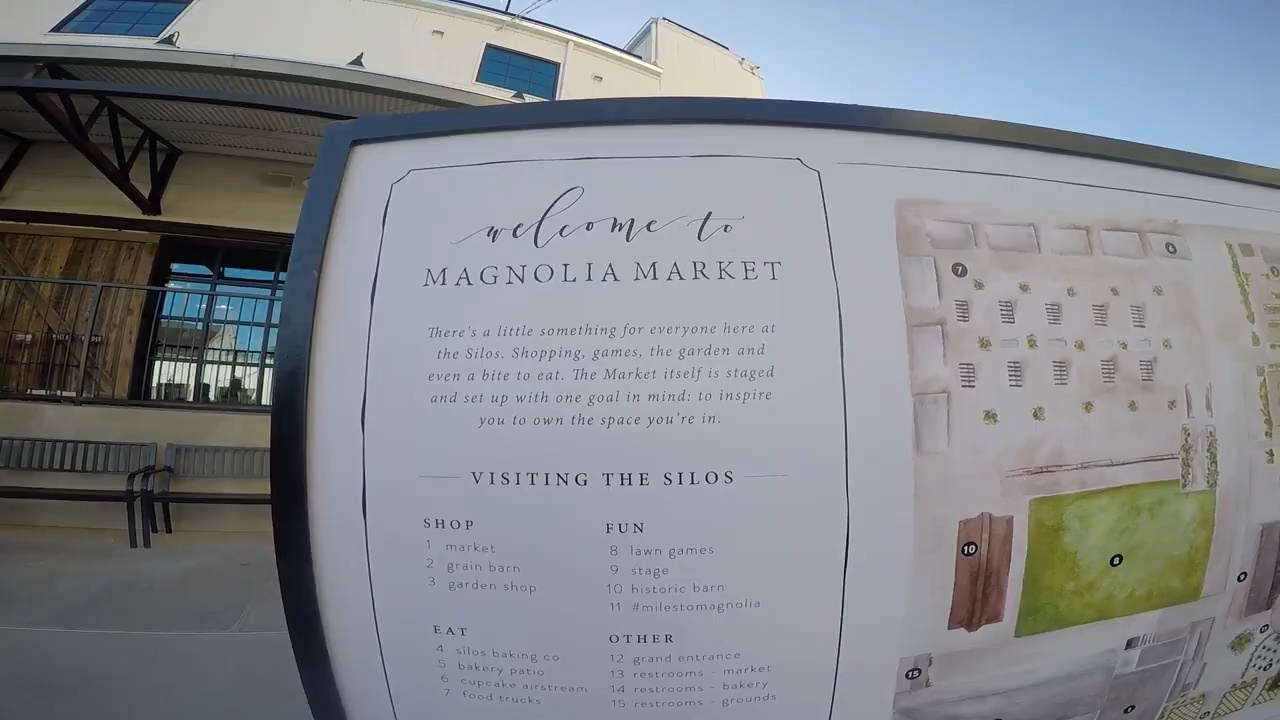 welcome to
MAGNOLIA MARKET
There's a little something for everyone here at
the Silos. Shopping, games, the garden and
even a bite to eat. The Market itself is staged
and set up with one goal in mind: to inspire
you to own the space you're in.
VISITING THE SILOS
SHOP
1 market
2 grain barn
3 garden shop
EAT
4 silos baking co.
5 bakery patio
6 cupcake airstream
7 food trucks
FUN
8 lawn games
9 stage
10 historic barn
11 #milestomagnolia
OTHER
12 grand entrance
13 restrooms - market
14 restrooms - bakery
15 restrooms - grounds
6
7
10
8
9
15